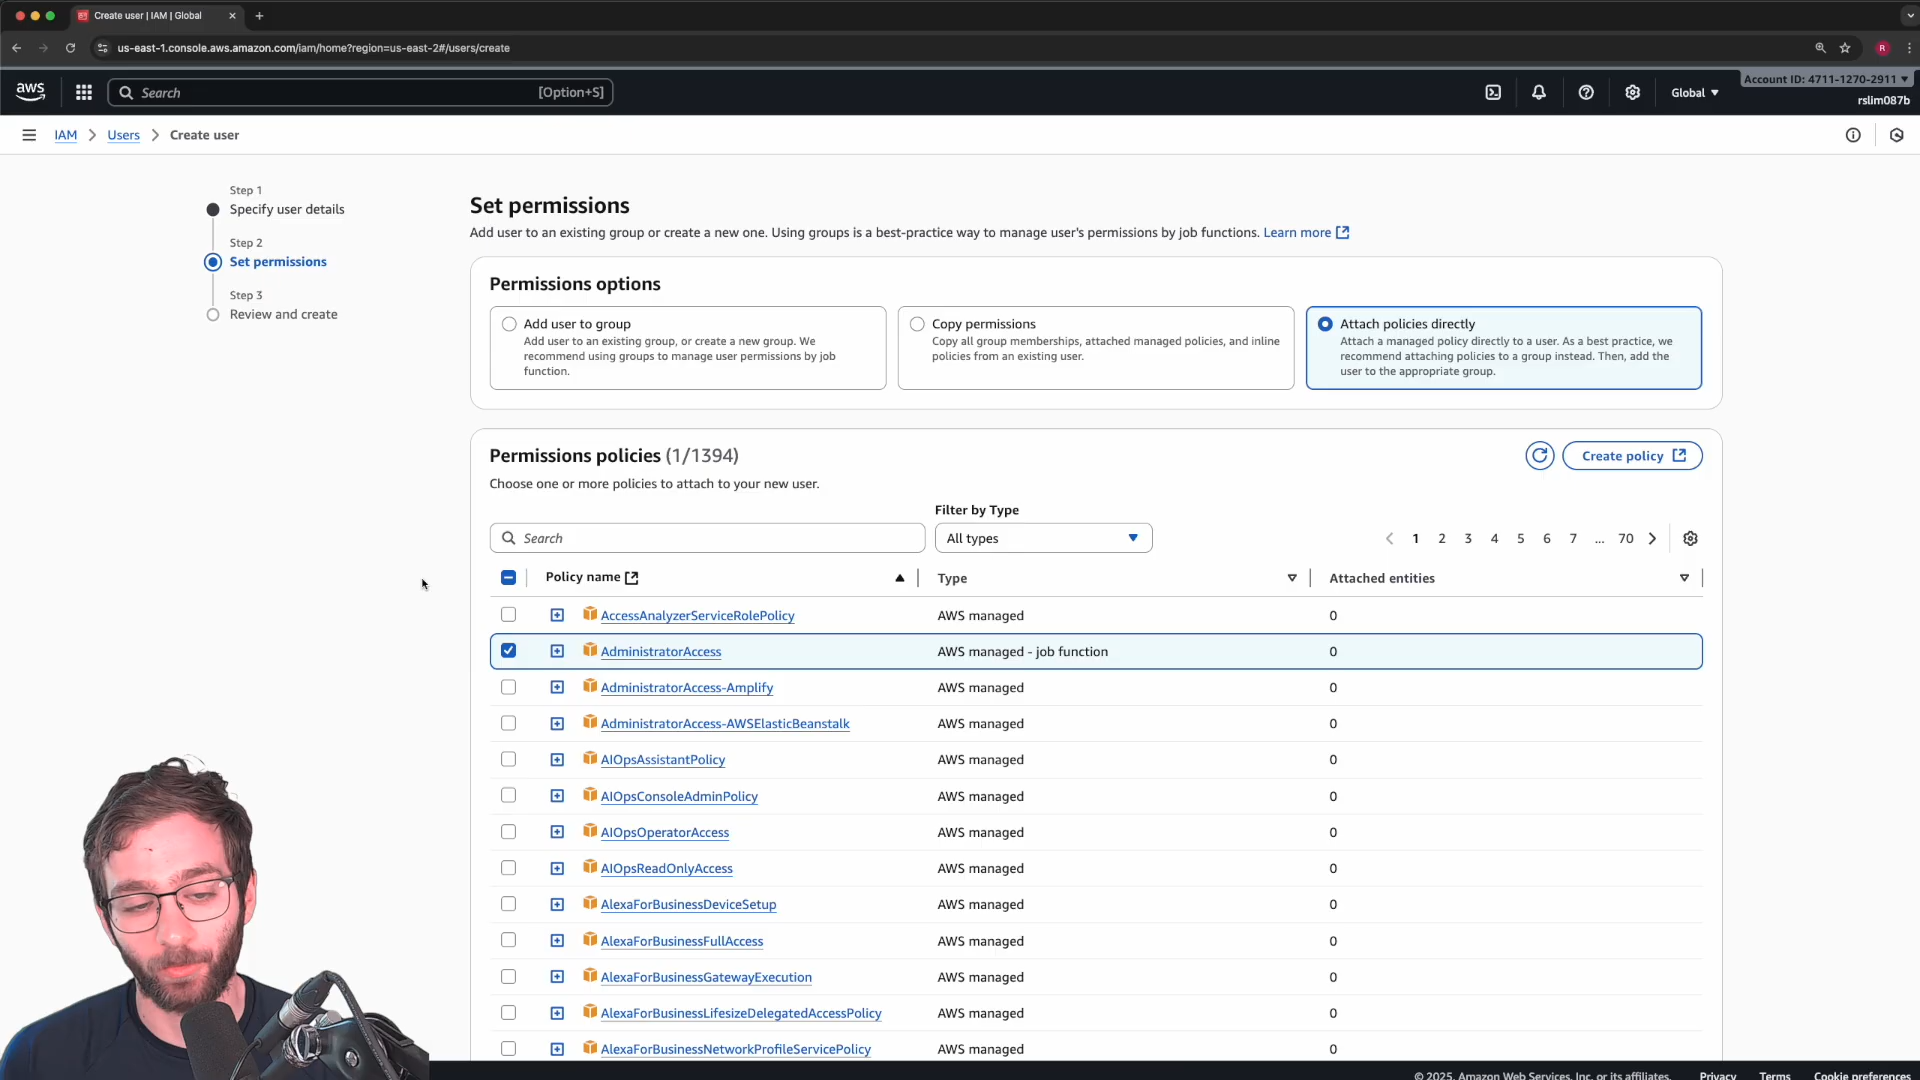 Create user | IAM | Global
us-east-1.console.aws.amazon.com/iam/home?region=us-east-2#/users/create
R
aws
Search
[Option+S]
Global
Account ID: 4711-1270-2911
rslim087b
IAM
Users
Create user
Step 1
Specify user details
Step 2
Set permissions
Step 3
Review and create
Set permissions
Add user to an existing group or create a new one. Using groups is a best-practice way to manage user's permissions by job functions. Learn more
Permissions options
Add user to group
Add user to an existing group, or create a new group. We
recommend using groups to manage user permissions by job
function.
Copy permissions
Copy all group memberships, attached managed policies, and inline
policies from an existing user.
Attach policies directly
Attach a managed policy directly to a user. As a best practice, we
recommend attaching policies to a group instead. Then, add the
user to the appropriate group.
Permissions policies (1/1394)
Create policy
Choose one or more policies to attach to your new user.
Filter by Type
Search
All types
1 2 3 4 5 6 7 ... 70
Policy name Type Attached entities
AccessAnalyzerServiceRolePolicy AWS managed 0
AdministratorAccess AWS managed - job function 0
AdministratorAccess-Amplify AWS managed 0
AdministratorAccess-AWSElasticBeanstalk AWS managed 0
AIOpsAssistantPolicy AWS managed 0
AIOpsConsoleAdminPolicy AWS managed 0
AIOpsOperatorAccess AWS managed 0
AIOpsReadOnlyAccess AWS managed 0
AlexaForBusinessDeviceSetup AWS managed 0
AlexaForBusinessFullAccess AWS managed 0
AlexaForBusinessGatewayExecution AWS managed 0
AlexaForBusinessLifesizeDelegatedAccessPolicy AWS managed 0
AlexaForBusinessNetworkProfileServicePolicy AWS managed 0
© 2025, Amazon Web Services, Inc. or its affiliates. Privacy Terms Cookie preferences